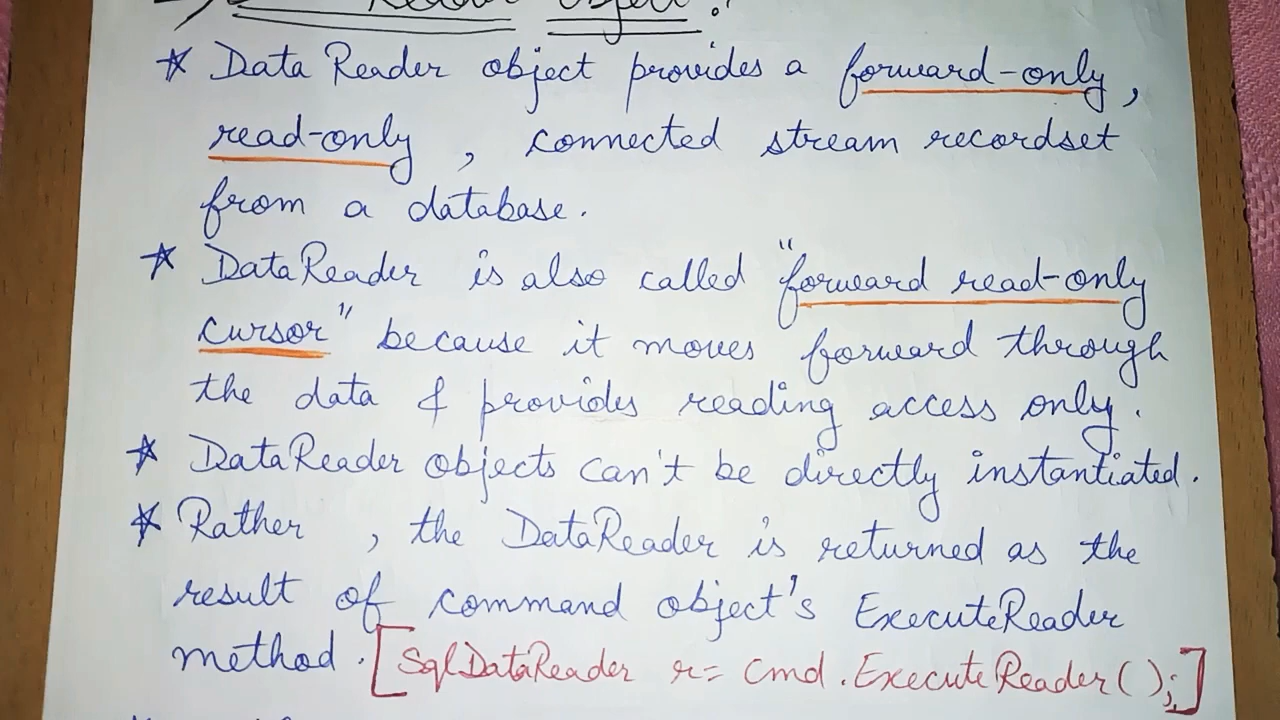 Reader Object :
* Data Reader object provides a forward-only,
read-only, connected stream recordset
from a database.
* DataReader is also called "forward read-only
cursor" because it moves forward through
the data & provides reading access only.
* DataReader objects can't be directly instantiated.
* Rather, the DataReader is returned as the
result of command object's ExecuteReader
method. [SqlDataReader r= cmd.ExecuteReader();]